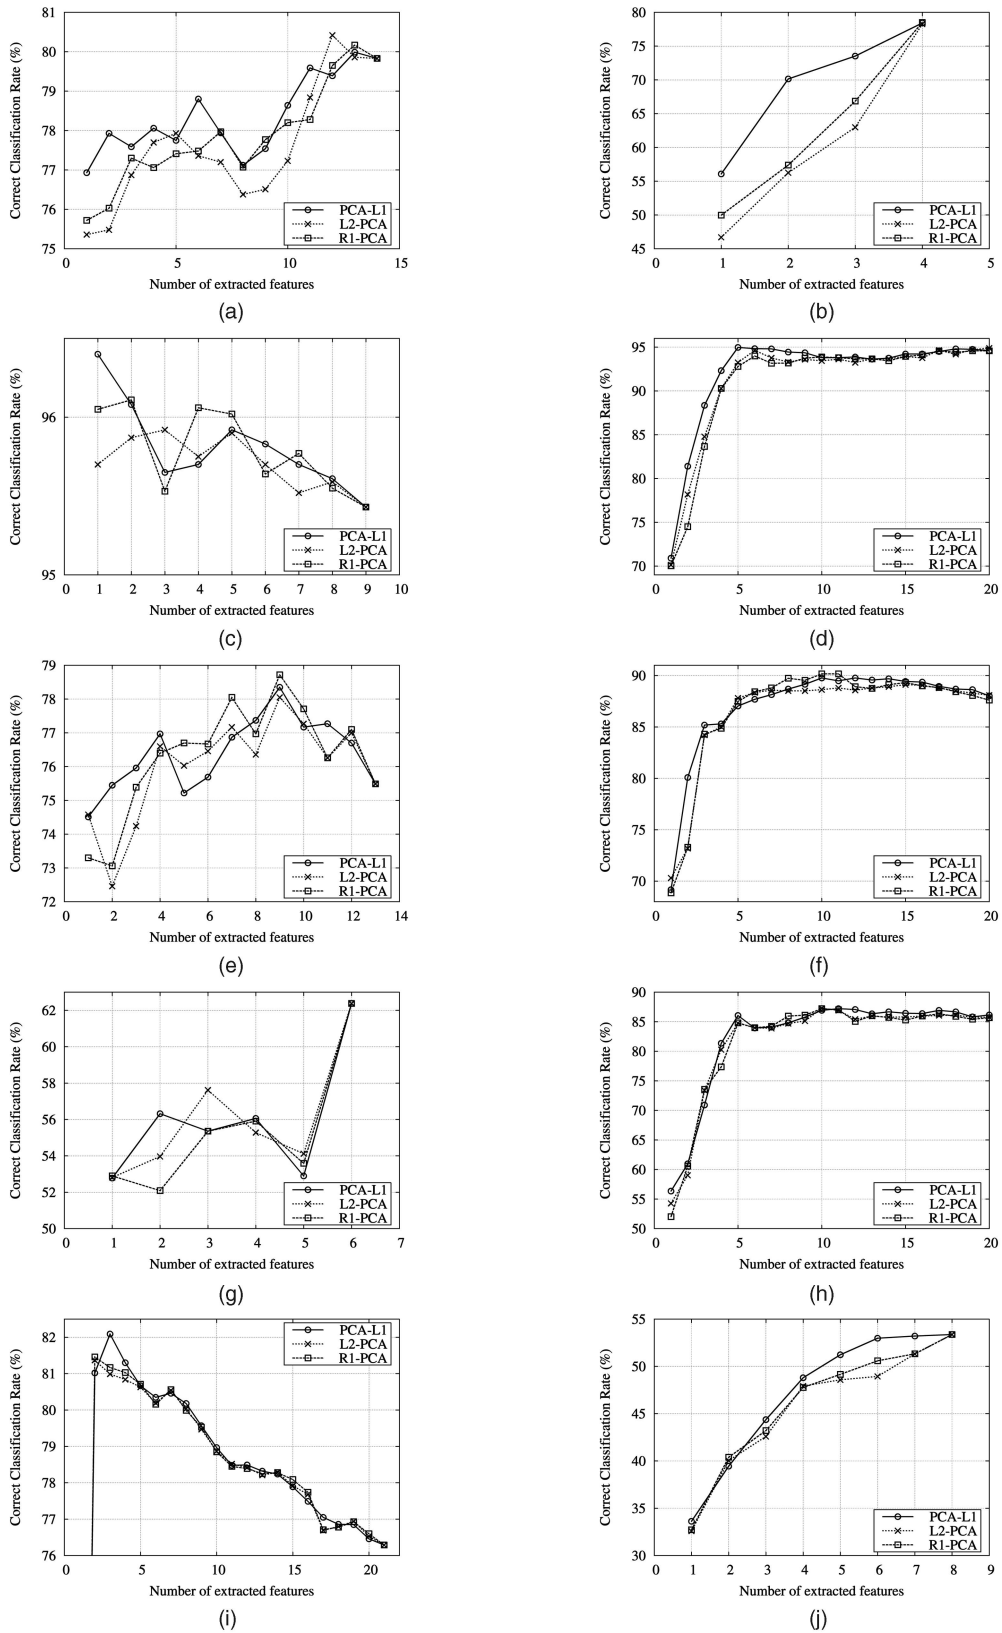 81
80
79
78
77
76
75
0 5 10 15
Correct Classification Rate (%)
Number of extracted features
PCA-L1
L2-PCA
R1-PCA
(a)
80
75
70
65
60
55
50
45
0 1 2 3 4 5
Correct Classification Rate (%)
Number of extracted features
PCA-L1
L2-PCA
R1-PCA
(b)
96
95
0 1 2 3 4 5 6 7 8 9 10
Correct Classification Rate (%)
Number of extracted features
PCA-L1
L2-PCA
R1-PCA
(c)
95
90
85
80
75
70
0 5 10 15 20
Correct Classification Rate (%)
Number of extracted features
PCA-L1
L2-PCA
R1-PCA
(d)
79
78
77
76
75
74
73
72
0 2 4 6 8 10 12 14
Correct Classification Rate (%)
Number of extracted features
PCA-L1
L2-PCA
R1-PCA
(e)
90
85
80
75
70
0 5 10 15 20
Correct Classification Rate (%)
Number of extracted features
PCA-L1
L2-PCA
R1-PCA
(f)
62
60
58
56
54
52
50
0 1 2 3 4 5 6 7
Correct Classification Rate (%)
Number of extracted features
PCA-L1
L2-PCA
R1-PCA
(g)
90
85
80
75
70
65
60
55
50
0 5 10 15 20
Correct Classification Rate (%)
Number of extracted features
PCA-L1
L2-PCA
R1-PCA
(h)
82
81
80
79
78
77
76
0 5 10 15 20
Correct Classification Rate (%)
Number of extracted features
PCA-L1
L2-PCA
R1-PCA
(i)
55
50
45
40
35
30
0 1 2 3 4 5 6 7 8 9
Correct Classification Rate (%)
Number of extracted features
PCA-L1
L2-PCA
R1-PCA
(j)